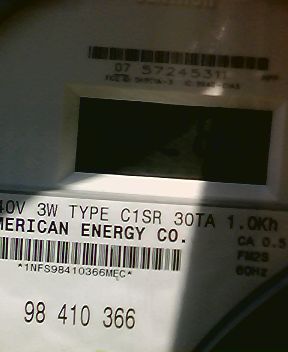 07 57245311
40V 3W TYPE C1SR 30TA 1.0Kh
MERICAN ENERGY CO.
CA 0.5
FM2S
60Hz
*1NFS98410366MEC*
98 410 366